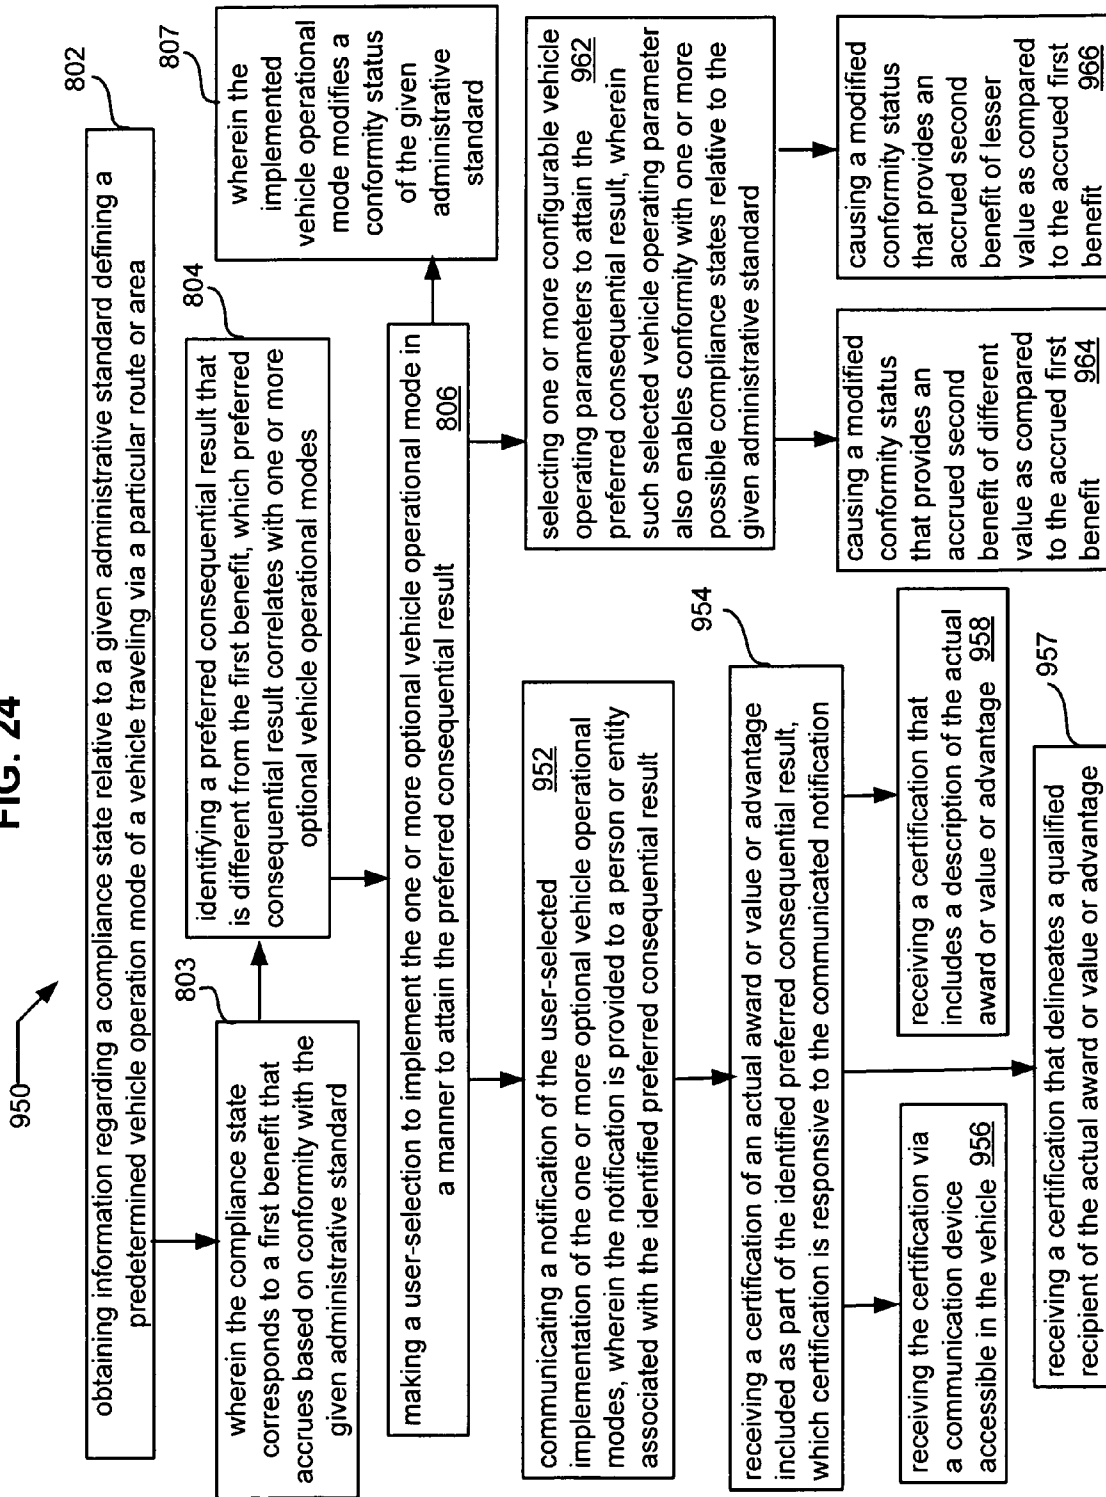 FIG. 24
950
802
obtaining information regarding a compliance state relative to a given administrative standard defining a
predetermined vehicle operation mode of a vehicle traveling via a particular route or area
803
wherein the compliance state
corresponds to a first benefit that
accrues based on conformity with the
given administrative standard
804
identifying a preferred consequential result that
is different from the first benefit, which preferred
consequential result correlates with one or more
optional vehicle operational modes
807
wherein the
implemented
vehicle operational
mode modifies a
conformity status
of the given
administrative
standard
making a user-selection to implement the one or more optional vehicle operational mode in
a manner to attain the preferred consequential result 806
communicating a notification of the user-selected 952
implementation of the one or more optional vehicle operational
modes, wherein the notification is provided to a person or entity
associated with the identified preferred consequential result
selecting one or more configurable vehicle
operating parameters to attain the 962
preferred consequential result, wherein
such selected vehicle operating parameter
also enables conformity with one or more
possible compliance states relative to the
given administrative standard
954
receiving a certification of an actual award or value or advantage
included as part of the identified preferred consequential result,
which certification is responsive to the communicated notification
causing a modified
conformity status
that provides an
accrued second
benefit of different
value as compared
to the accrued first
benefit 964
causing a modified
conformity status
that provides an
accrued second
benefit of lesser
value as compared
to the accrued first
benefit 966
receiving the certification via
a communication device
accessible in the vehicle 956
receiving a certification that
includes a description of the actual
award or value or advantage 958
957
receiving a certification that delineates a qualified
recipient of the actual award or value or advantage